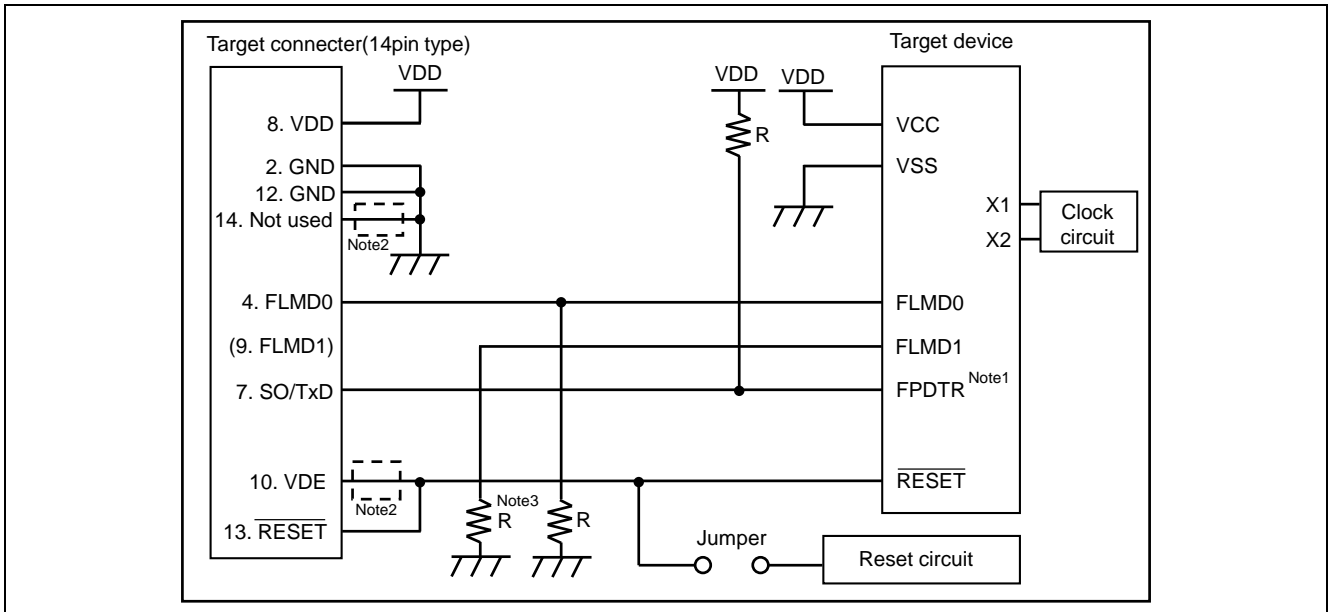 Target connecter(14pin type)
Target device
VDD
VDD
VDD
8. VDD
R
VCC
2. GND
VSS
12. GND
14. Not used
Note2
X1
X2
Clock
circuit
4. FLMD0
FLMD0
(9. FLMD1)
FLMD1
7. SO/TxD
FPDTR Note1
10. VDE
Note2
RESET
13. RESET
Note3
R
R
Jumper
Reset circuit